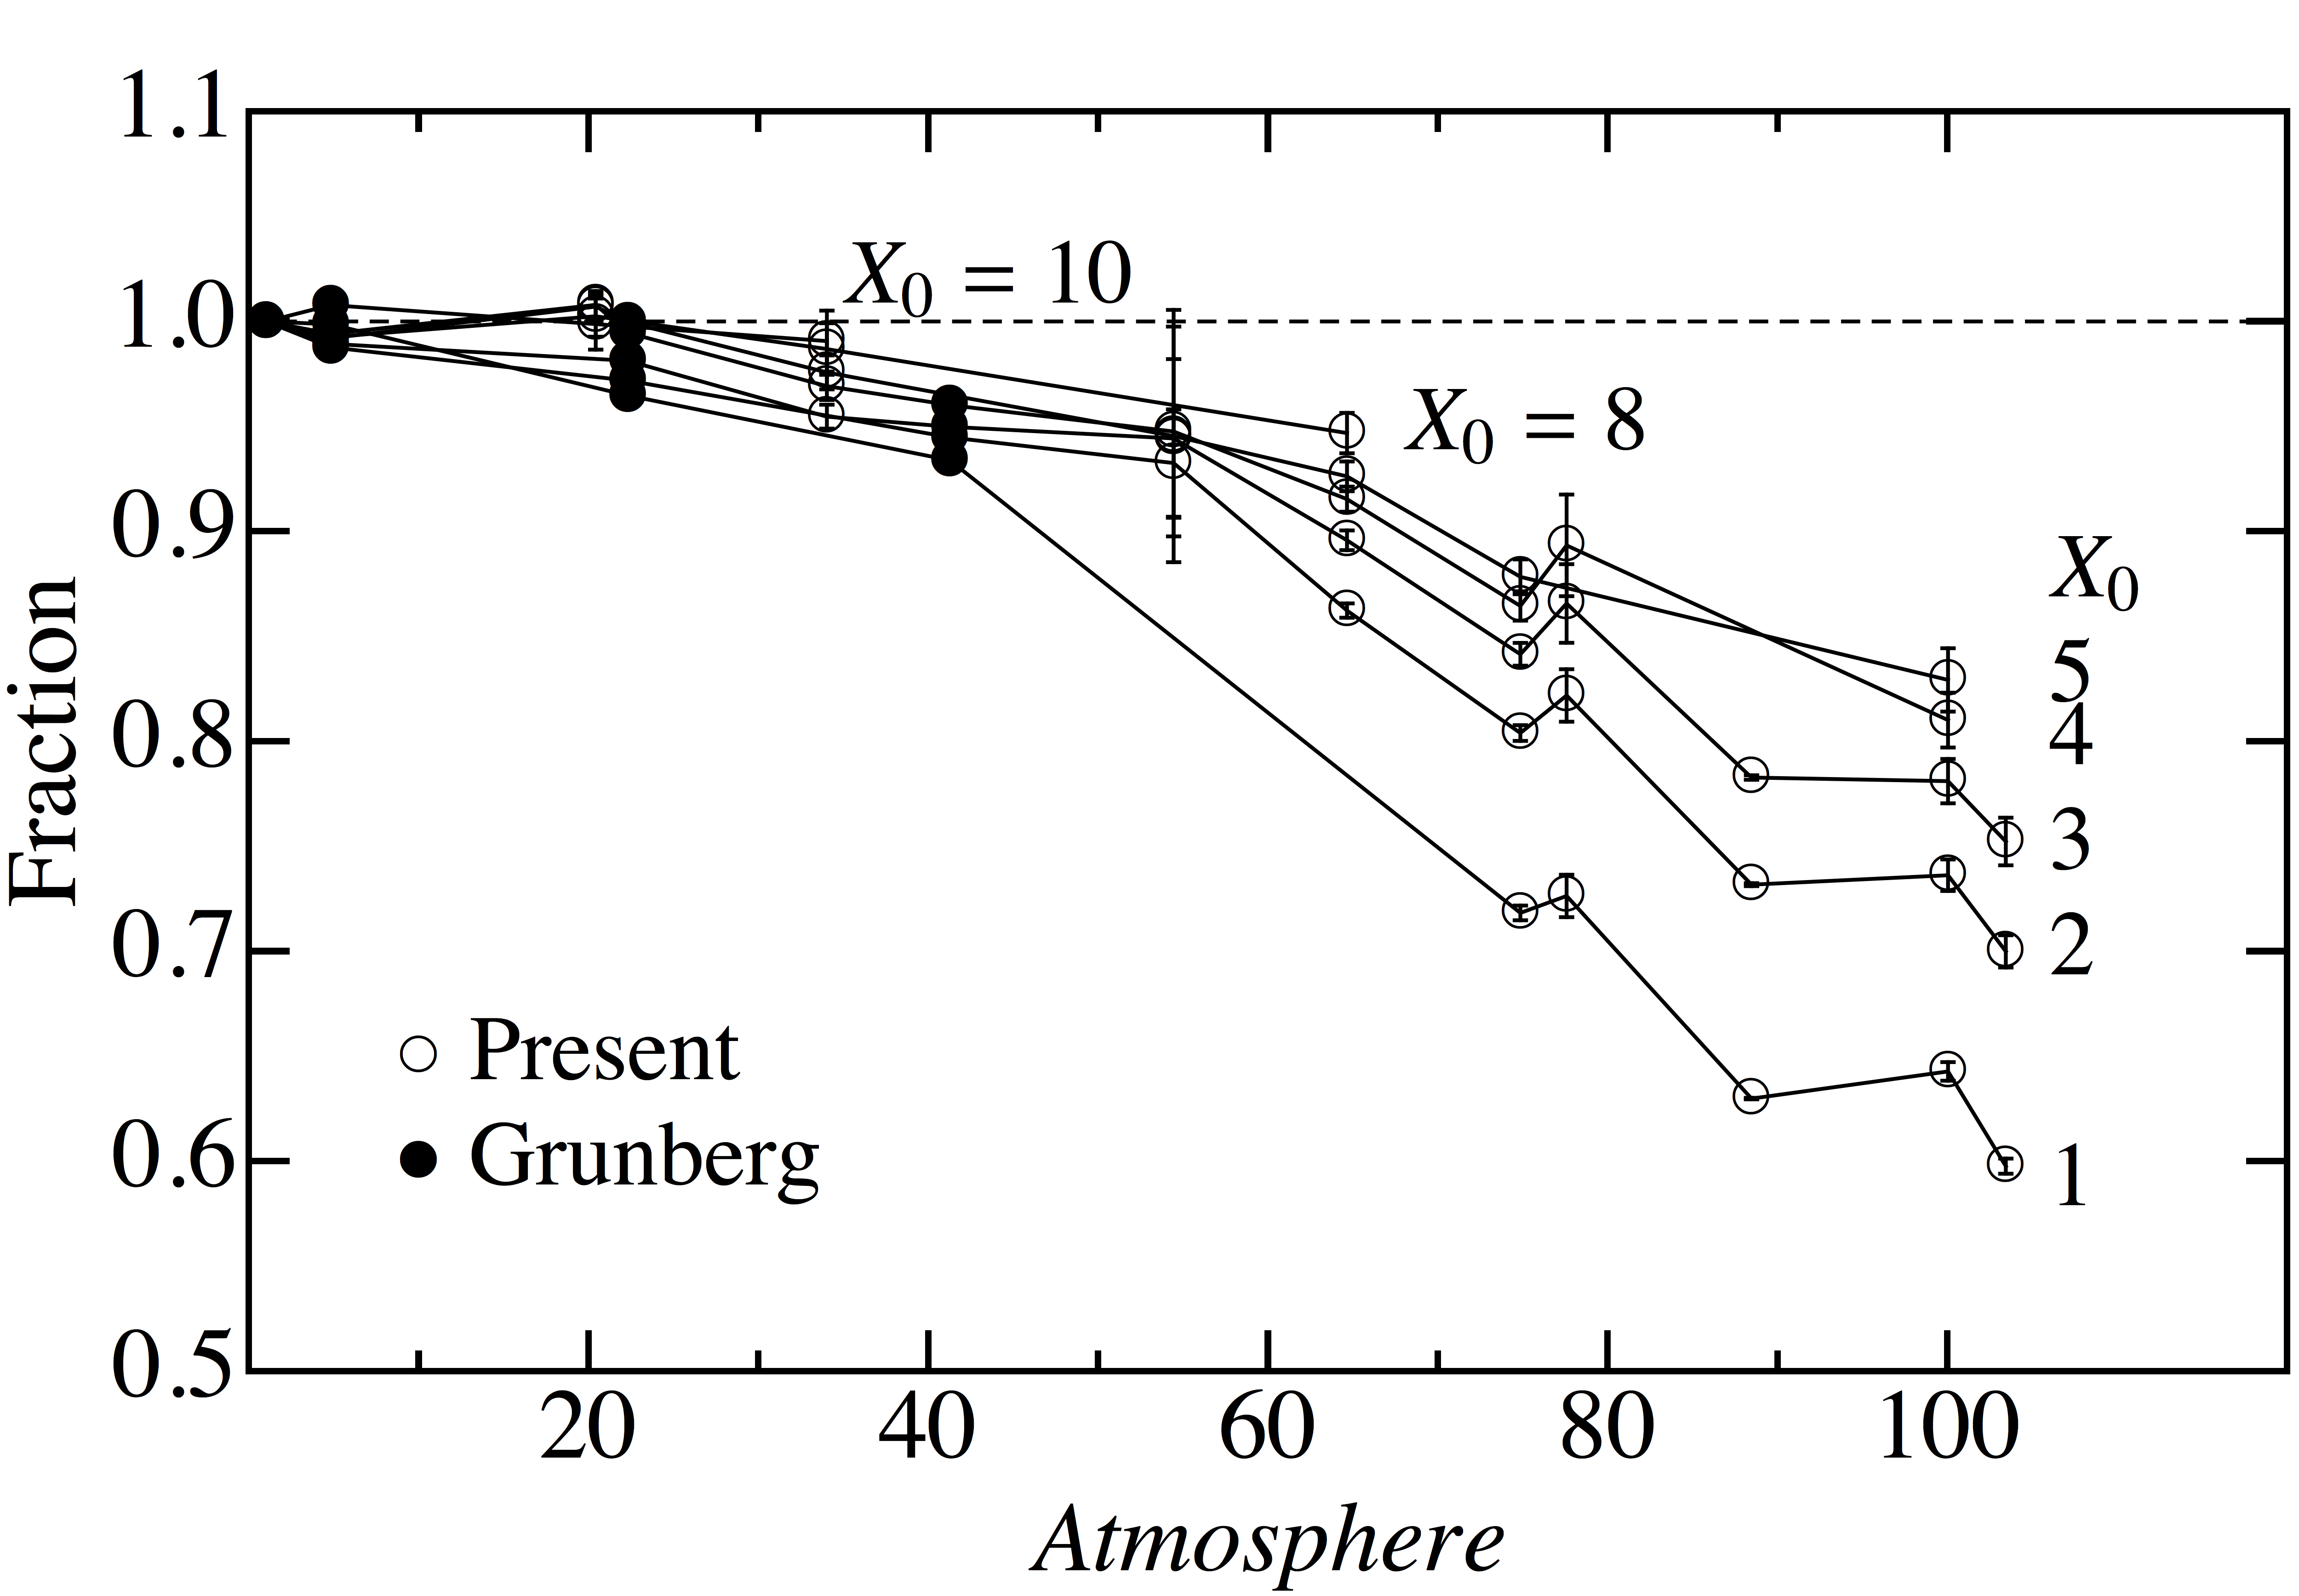 1.1
1.0
0.9
0.8
0.7
0.6
0.5
Fraction
X₀ = 10
X₀ = 8
X₀
5
4
3
2
1
Present
Grunberg
20 40 60 80 100
Atmosphere